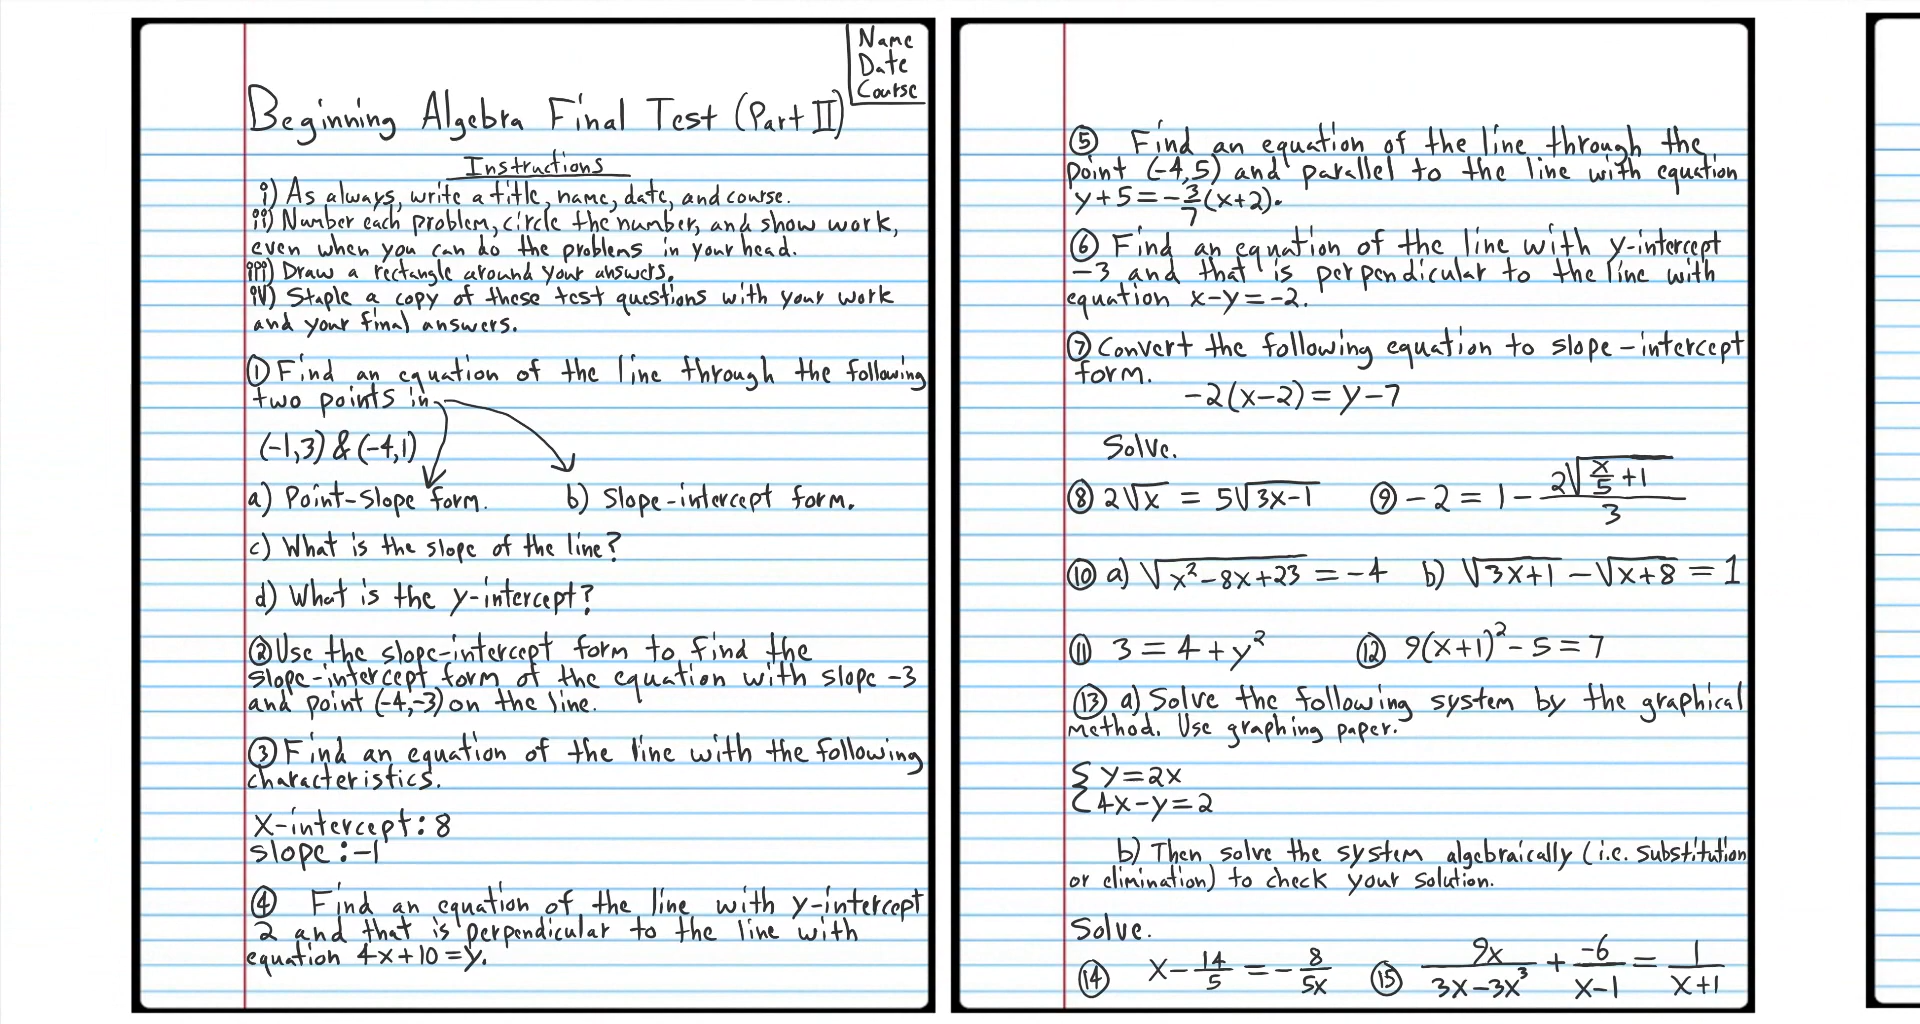 Name
Date
Course
Beginning Algebra Final Test (Part II)
Instructions
i) As always, write a title, name, date, and course.
ii) Number each problem, circle the number, and show work,
even when you can do the problems in your head.
iii) Draw a rectangle around your answers.
iv) Staple a copy of these test questions with your work
and your final answers.
① Find an equation of the line through the following
two points in
(-1,3) & (-4,1)
a) Point-Slope form. b) Slope-intercept form.
c) What is the slope of the line?
d) What is the y-intercept?
② Use the slope-intercept form to find the
slope-intercept form of the equation with slope -3
and point (-4,-3) on the line.
③ Find an equation of the line with the following
characteristics.
X-intercept: 8
slope: -1
④ Find an equation of the line with y-intercept
2 and that is perpendicular to the line with
equation 4x+10=y.
⑤ Find an equation of the line through the
point (-4,5) and parallel to the line with equation
y+5=-3/7(x+2).
⑥ Find an equation of the line with y-intercept
-3 and that is perpendicular to the line with
equation x-y=-2.
⑦ Convert the following equation to slope-intercept
form.
-2(x-2)=y-7
Solve.
⑧ 2√x = 5√(3x-1) ⑨ -2 = 1 - 2√(x/5+1)/3
⑩ a) √(x²-8x+23) = -4 b) √(3x+1) - √(x+8) = 1
⑪ 3 = 4 + y² ⑫ 9(x+1)² - 5 = 7
⑬ a) Solve the following system by the graphical
method. Use graphing paper.
{ y=2x
4x-y=2
b) Then solve the system algebraically (i.e. substitution
or elimination) to check your solution.
Solve.
⑭ x - 14/5 = - 8/5x ⑮ 9x/(3x-3x³) + -6/(x-1) = 1/(x+1)